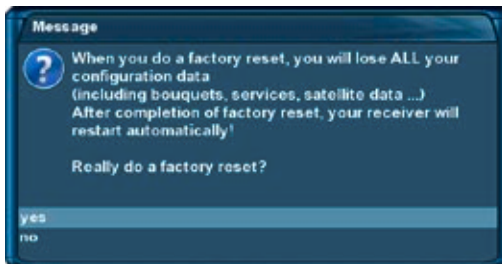 Message
When you do a factory reset, you will lose ALL your
configuration data
(including bouquets, services, satellite data ...)
After completion of factory reset, your receiver will
restart automatically!
Really do a factory reset?
yes
no